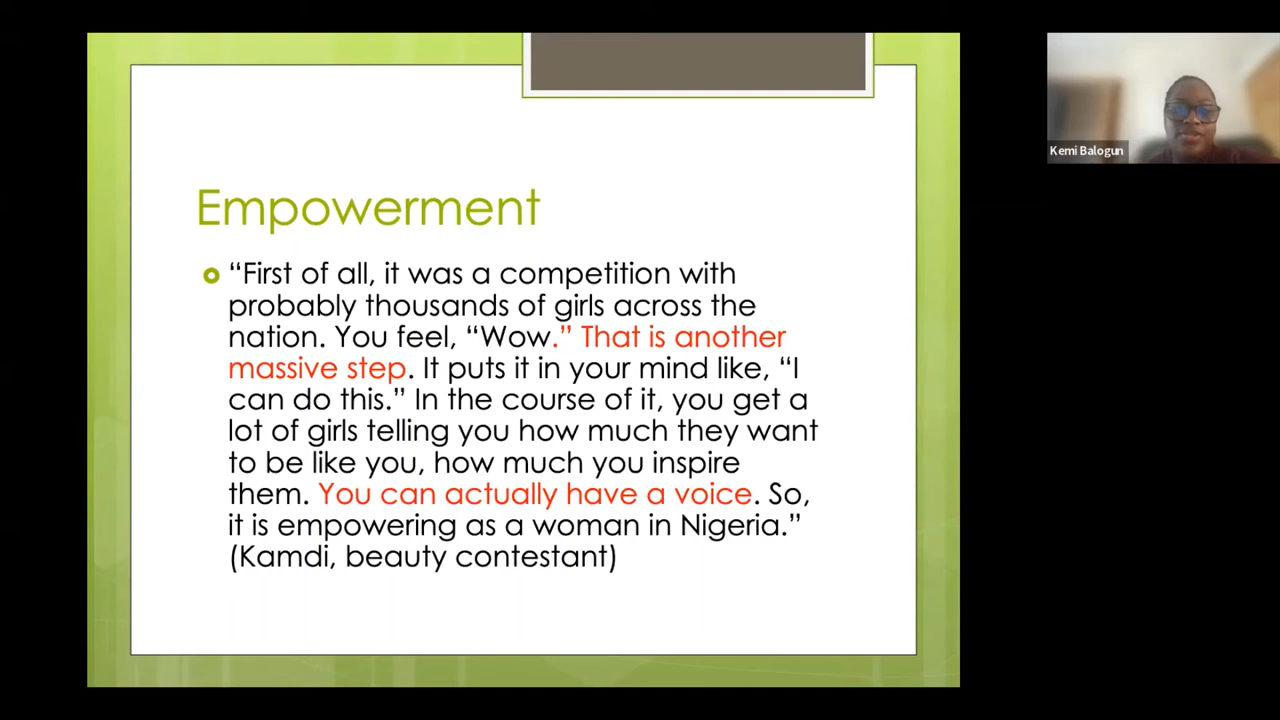 Empowerment
“First of all, it was a competition with
probably thousands of girls across the
nation. You feel, “Wow.” That is another
massive step. It puts it in your mind like, “I
can do this.” In the course of it, you get a
lot of girls telling you how much they want
to be like you, how much you inspire
them. You can actually have a voice. So,
it is empowering as a woman in Nigeria.”
(Kamdi, beauty contestant)
Kemi Balogun